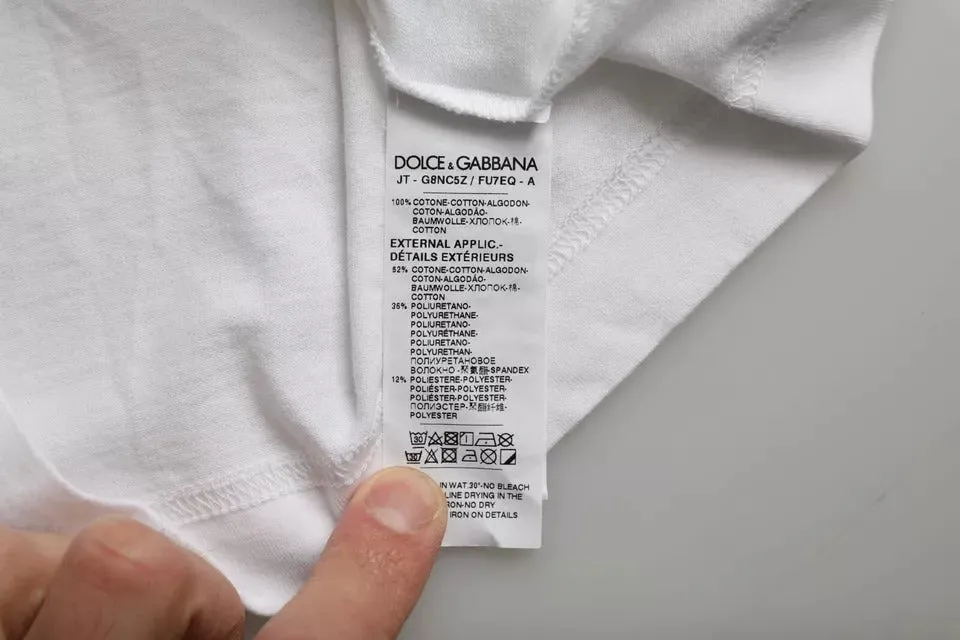 DOLCE & GABBANA
JT - G8NC5Z / FU7EQ - A
100% COTONE-COTTON-ALGODON-
COTON-ALGODÃO-
BAUMWOLLE-ХЛОПОК-棉-
COTTON
EXTERNAL APPLIC.-
DÉTAILS EXTÉRIEURS
52% COTONE-COTTON-ALGODON-
COTON-ALGODÃO-
BAUMWOLLE-ХЛОПОК-棉-
COTTON
36% POLIURETANO-
POLYURETHANE-
POLIURETANO-
POLYURÉTHANE-
POLIURETANO-
POLYURETHAN-
ПОЛИУРЕТАНОВОЕ
ВОЛОКНО-聚氨酯-SPANDEX
12% POLIESTERE-POLYESTER-
POLIÉSTER-POLYESTER-
POLIÉSTER-POLYESTER-
ПОЛИЭСТЕР-聚酯纤维-
POLYESTER
30
30
IN WAT.30°-NO BLEACH
LINE DRYING IN THE
RON-NO DRY
IRON ON DETAILS